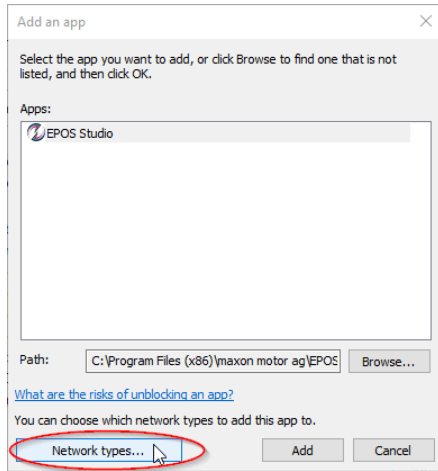 Add an app
Select the app you want to add, or click Browse to find one that is not
listed, and then click OK.
Apps:
EPOS Studio
Path:
C:\Program Files (x86)\maxon motor ag\EPOS
Browse...
What are the risks of unblocking an app?
You can choose which network types to add this app to.
Network types...
Add
Cancel